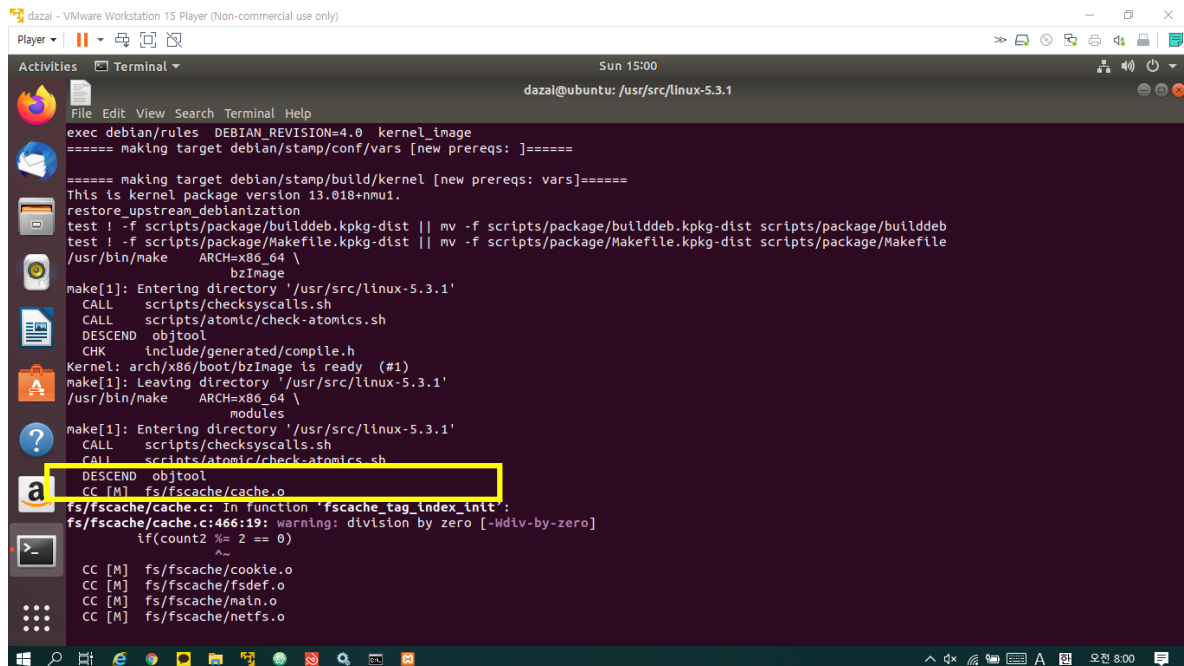 dazai - VMware Workstation 15 Player (Non-commercial use only)
Player
Activities Terminal Sun 15:00
dazai@ubuntu: /usr/src/linux-5.3.1
File Edit View Search Terminal Help
exec debian/rules  DEBIAN_REVISION=4.0  kernel_image
====== making target debian/stamp/conf/vars [new prereqs: ]======
====== making target debian/stamp/build/kernel [new prereqs: vars]======
This is kernel package version 13.018+nmu1.
restore_upstream_debianization
test ! -f scripts/package/builddeb.kpkg-dist || mv -f scripts/package/builddeb.kpkg-dist scripts/package/builddeb
test ! -f scripts/package/Makefile.kpkg-dist || mv -f scripts/package/Makefile.kpkg-dist scripts/package/Makefile
/usr/bin/make    ARCH=x86_64 \
bzImage
make[1]: Entering directory '/usr/src/linux-5.3.1'
CALL    scripts/checksyscalls.sh
CALL    scripts/atomic/check-atomics.sh
DESCEND  objtool
CHK     include/generated/compile.h
Kernel: arch/x86/boot/bzImage is ready  (#1)
make[1]: Leaving directory '/usr/src/linux-5.3.1'
/usr/bin/make    ARCH=x86_64 \
modules
make[1]: Entering directory '/usr/src/linux-5.3.1'
CALL    scripts/checksyscalls.sh
CALL    scripts/atomic/check-atomics.sh
DESCEND  objtool
CC [M]  fs/fscache/cache.o
fs/fscache/cache.c: In function ‘fscache_tag_index_init’:
fs/fscache/cache.c:466:19: warning: division by zero [-Wdiv-by-zero]
if(count2 %= 2 == 0)
^~
CC [M]  fs/fscache/cookie.o
CC [M]  fs/fscache/fsdef.o
CC [M]  fs/fscache/main.o
CC [M]  fs/fscache/netfs.o
A 한 오전 8:00